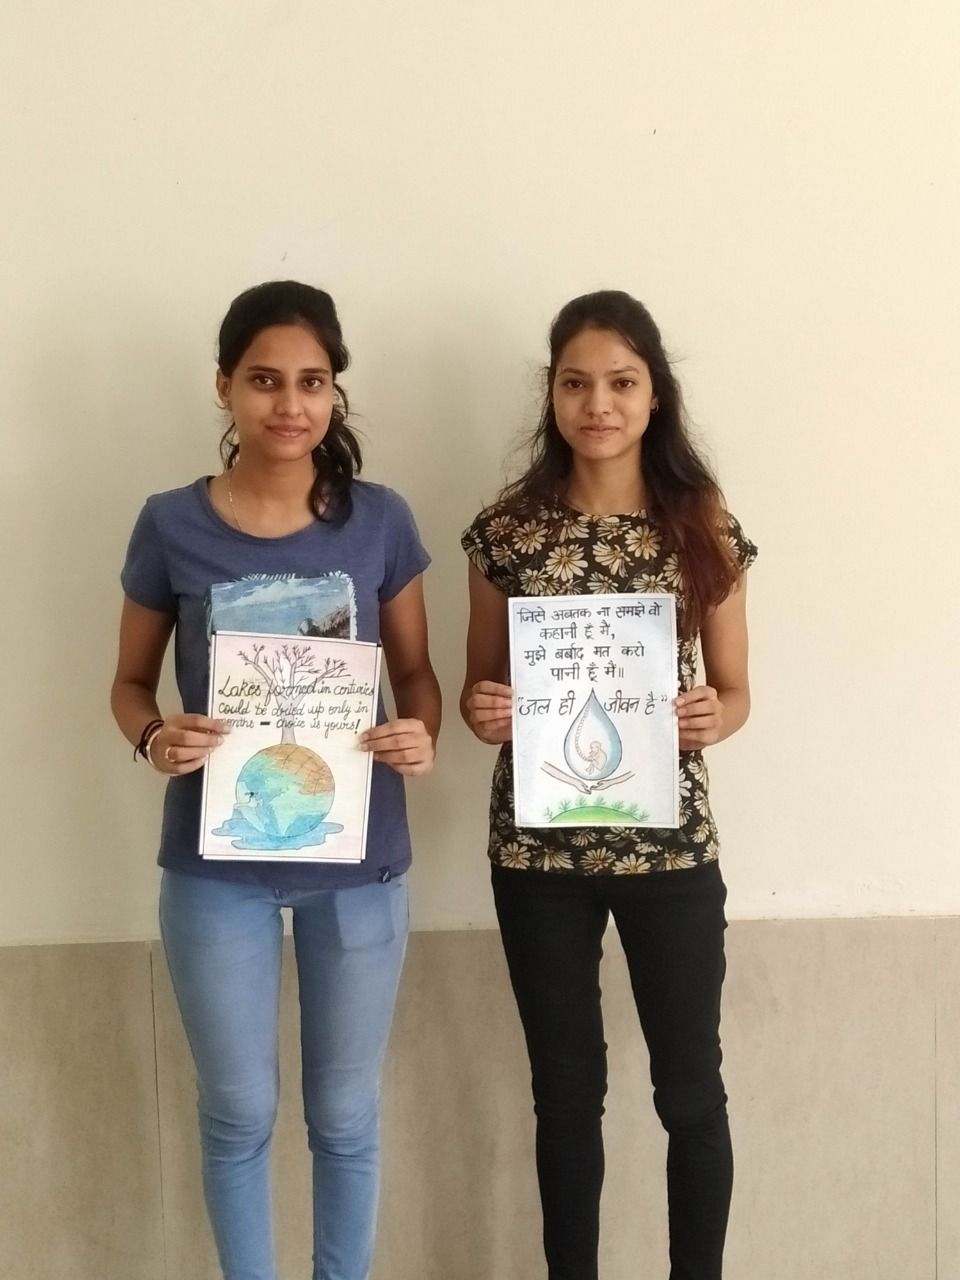 Lakes formed in centuries
could be dried up only in
months - choice is yours!
जिसे अबतक ना समझे वो
कहानी हूँ मैं,
मुझे बर्बाद मत करो
पानी हूँ मैं॥
"जल ही जीवन है"